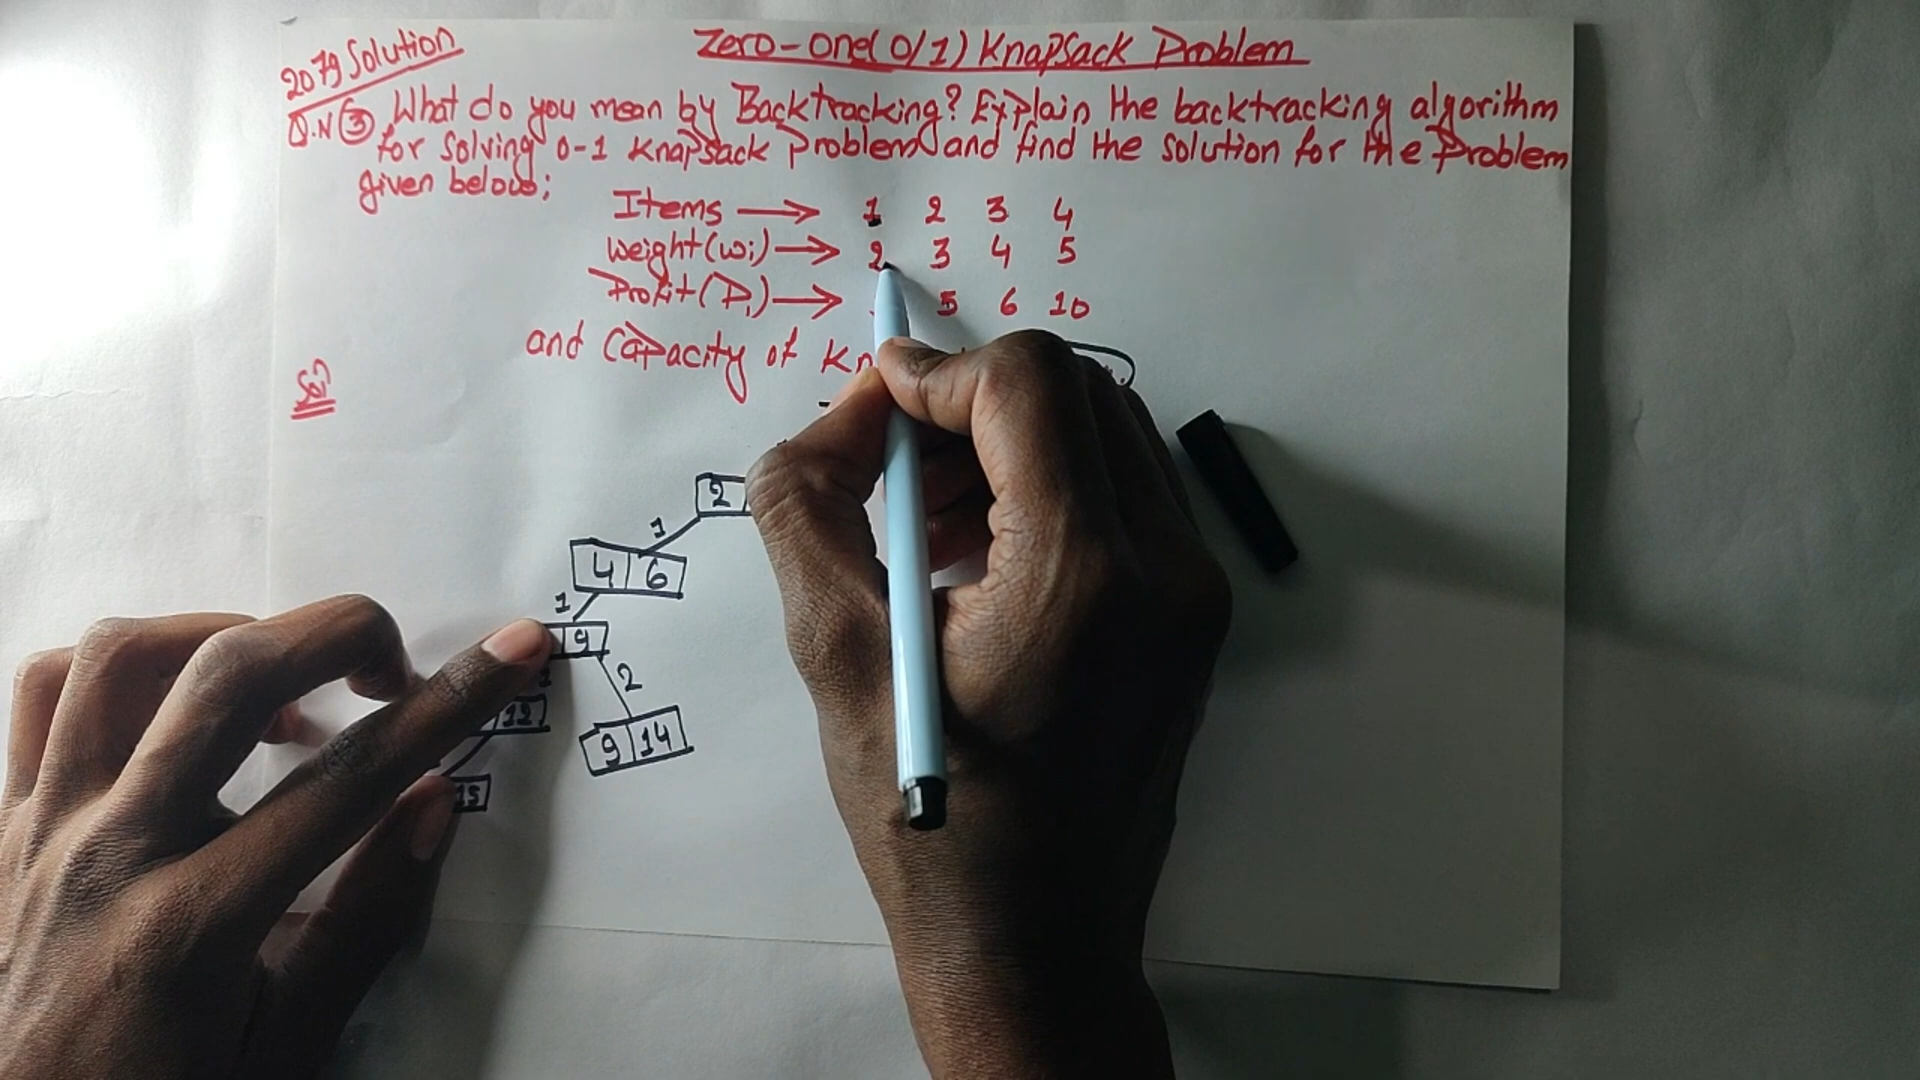 2079 Solution
Zero-one(0/1) Knapsack Problem
Q.N ③ What do you mean by Backtracking? Explain the backtracking algorithm
for solving 0-1 Knapsack Problem and find the solution for the Problem
given below;
Items → 1 2 3 4
Weight(wi) → 2 3 4 5
Profit(Pi) → 5 6 10
and Capacity of Kn
Sol
2
1
4 6
1
9
2
12
9 14
15